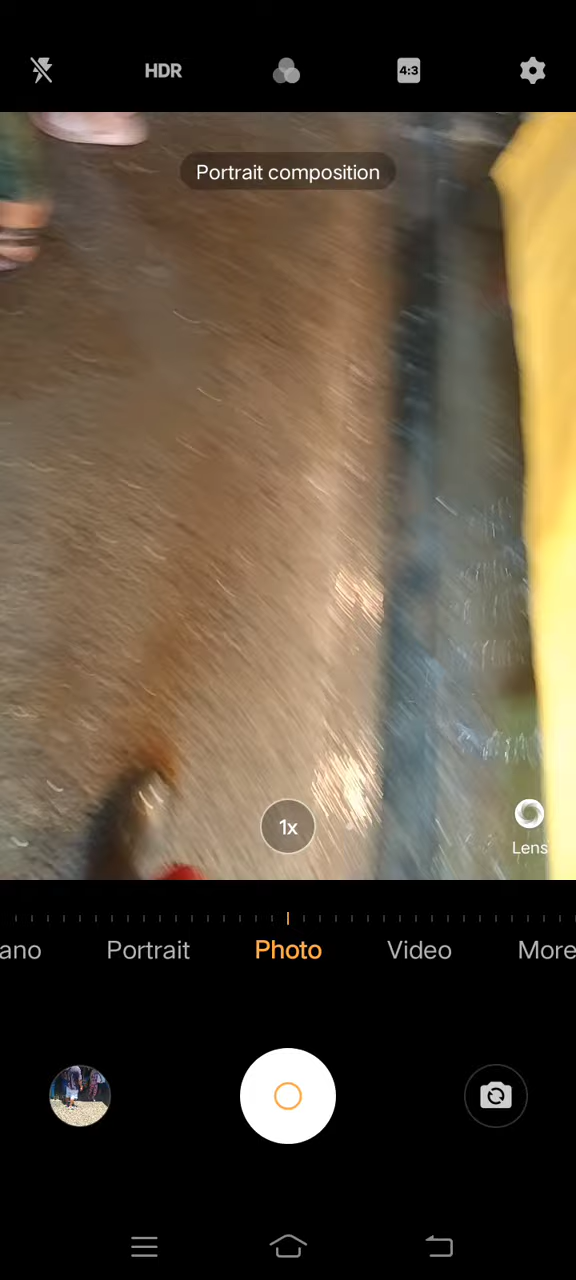 HDR
4:3
Portrait composition
1x
Lens
ano Portrait Photo Video More